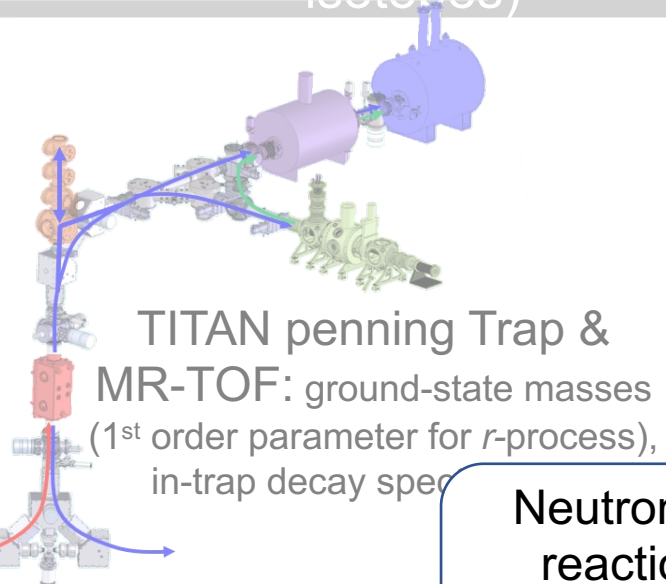 isotopes)
TITAN penning Trap &
MR-TOF: ground-state masses
(1st order parameter for r-process),
in-trap decay spec
Neutron
reactio